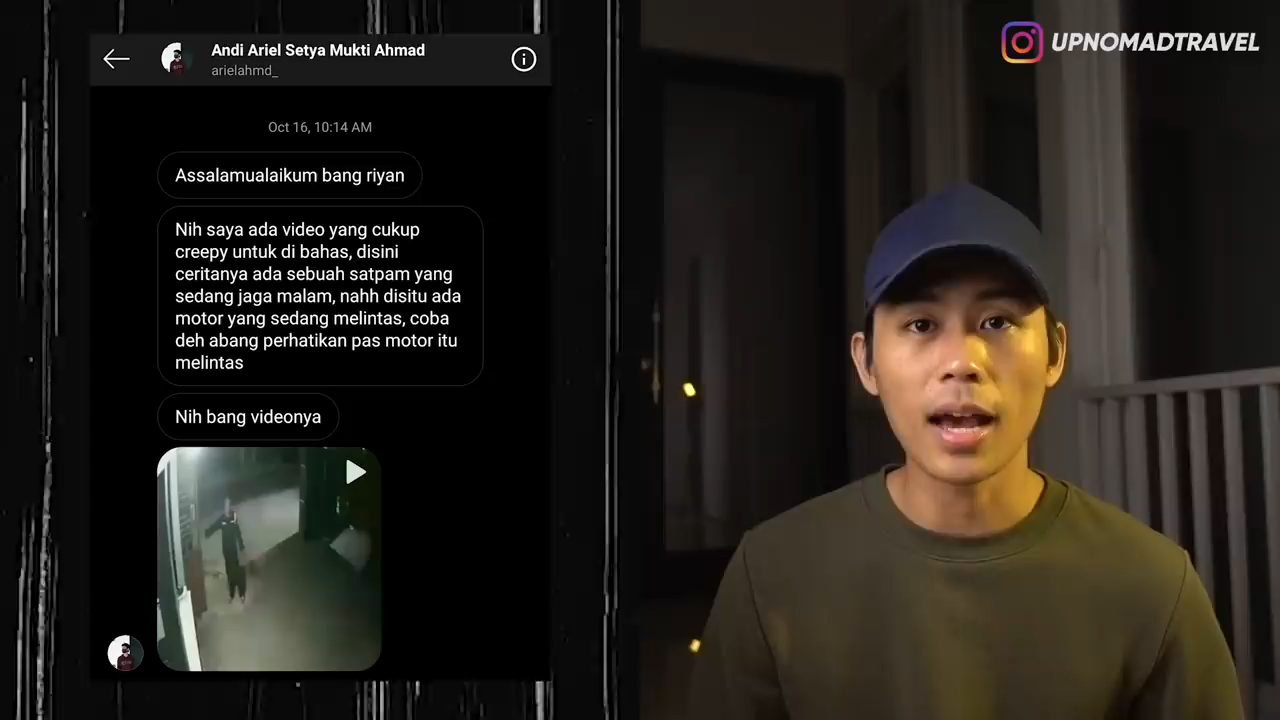 Andi Ariel Setya Mukti Ahmad
arielahmd_
Oct 16, 10:14 AM
Assalamualaikum bang riyan
Nih saya ada video yang cukup
creepy untuk di bahas, disini
ceritanya ada sebuah satpam yang
sedang jaga malam, nahh disitu ada
motor yang sedang melintas, coba
deh abang perhatikan pas motor itu
melintas
Nih bang videonya
UPNOMADTRAVEL